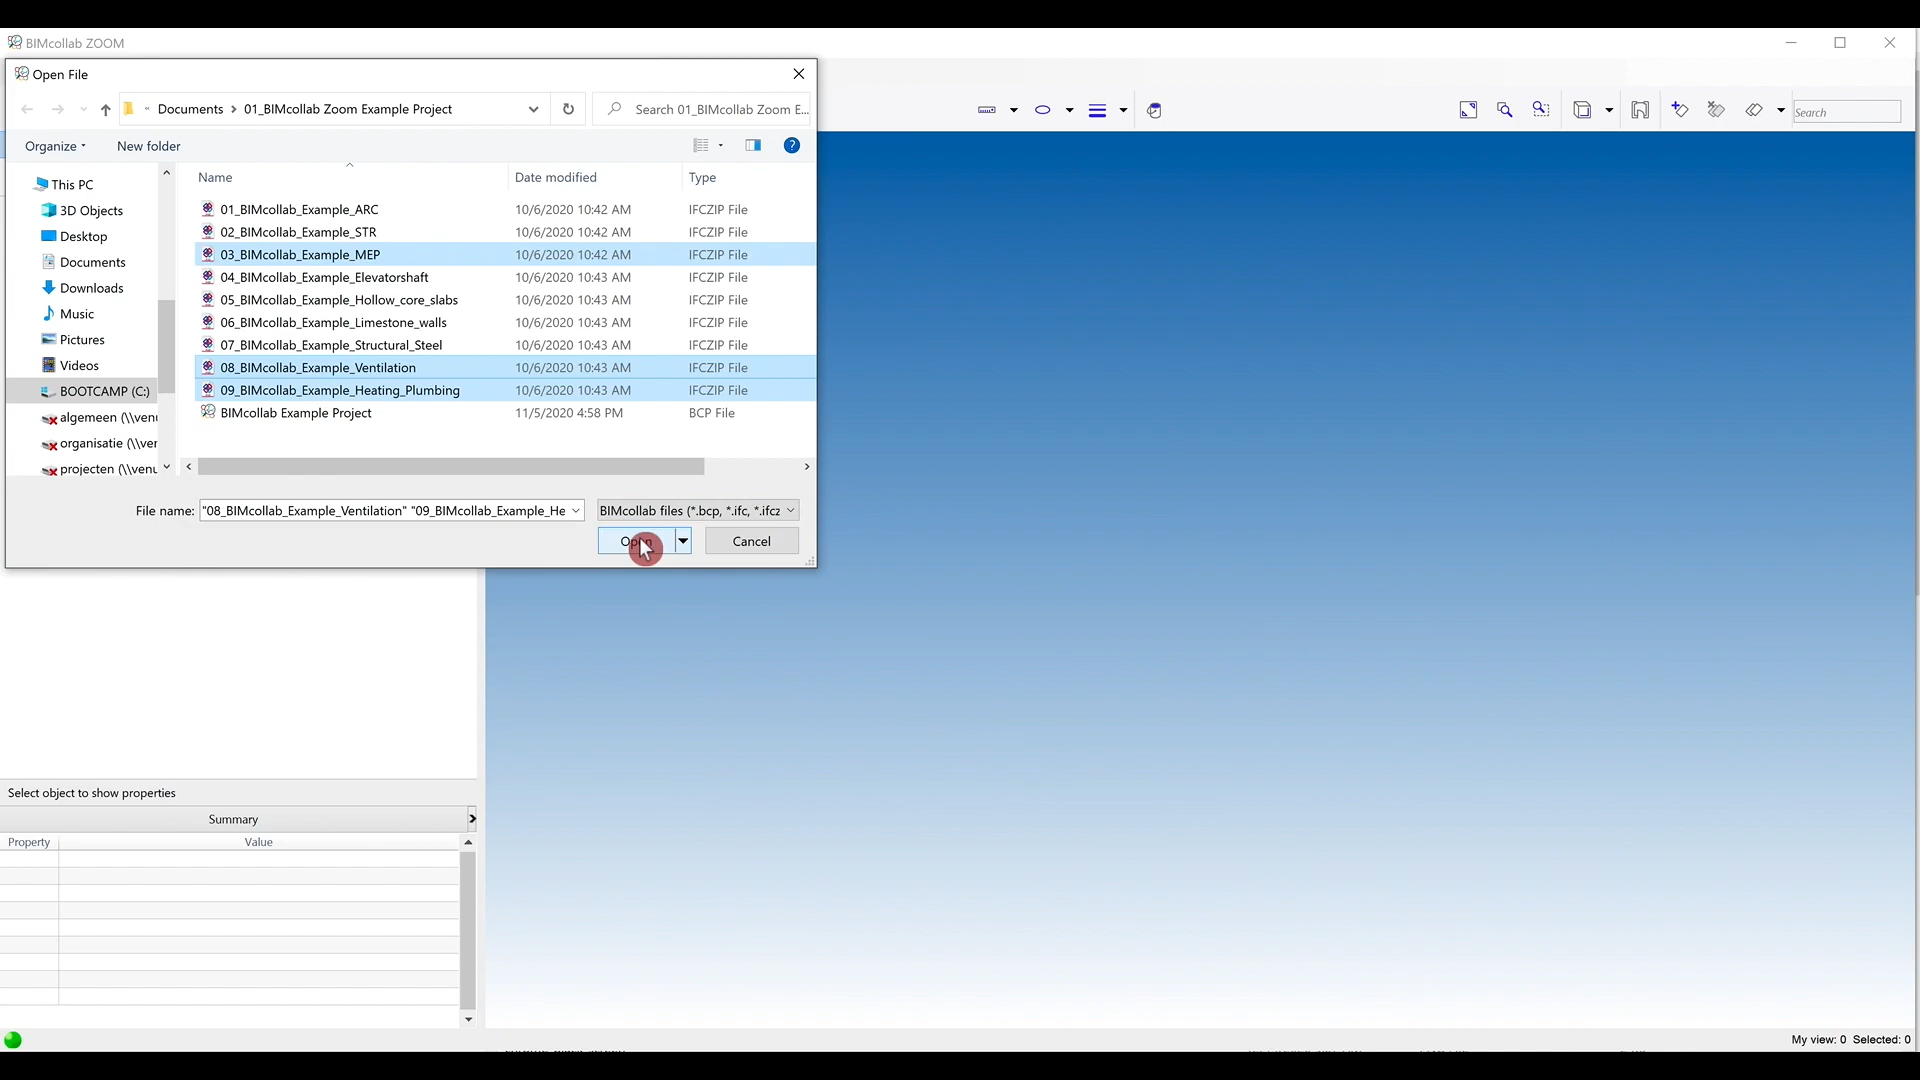 BIMcollab ZOOM
Open File
« Documents > 01_BIMcollab Zoom Example Project
Search 01_BIMcollab Zoom E...
Search
Organize
New folder
Name Date modified Type
This PC
3D Objects
Desktop
Documents
Downloads
Music
Pictures
Videos
BOOTCAMP (C:)
algemeen (\\venu
organisatie (\\ver
projecten (\\venu
01_BIMcollab_Example_ARC 10/6/2020 10:42 AM IFCZIP File
02_BIMcollab_Example_STR 10/6/2020 10:42 AM IFCZIP File
03_BIMcollab_Example_MEP 10/6/2020 10:42 AM IFCZIP File
04_BIMcollab_Example_Elevatorshaft 10/6/2020 10:43 AM IFCZIP File
05_BIMcollab_Example_Hollow_core_slabs 10/6/2020 10:43 AM IFCZIP File
06_BIMcollab_Example_Limestone_walls 10/6/2020 10:43 AM IFCZIP File
07_BIMcollab_Example_Structural_Steel 10/6/2020 10:43 AM IFCZIP File
08_BIMcollab_Example_Ventilation 10/6/2020 10:43 AM IFCZIP File
09_BIMcollab_Example_Heating_Plumbing 10/6/2020 10:43 AM IFCZIP File
BIMcollab Example Project 11/5/2020 4:58 PM BCP File
File name: "08_BIMcollab_Example_Ventilation" "09_BIMcollab_Example_He
BIMcollab files (*.bcp, *.ifc, *.ifcz
Open
Cancel
Select object to show properties
Summary
Property Value
My view: 0 Selected: 0